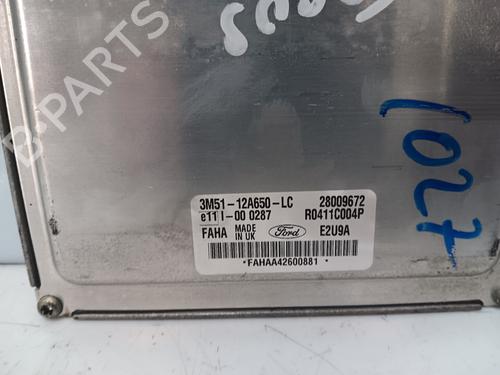 B-PARTS
3M51-12A650-LC 28009672
e11 I-00 0287 R0411C004P
FAHA MADE IN UK Ford E2U9A
*FAHAA42600881 *
1027